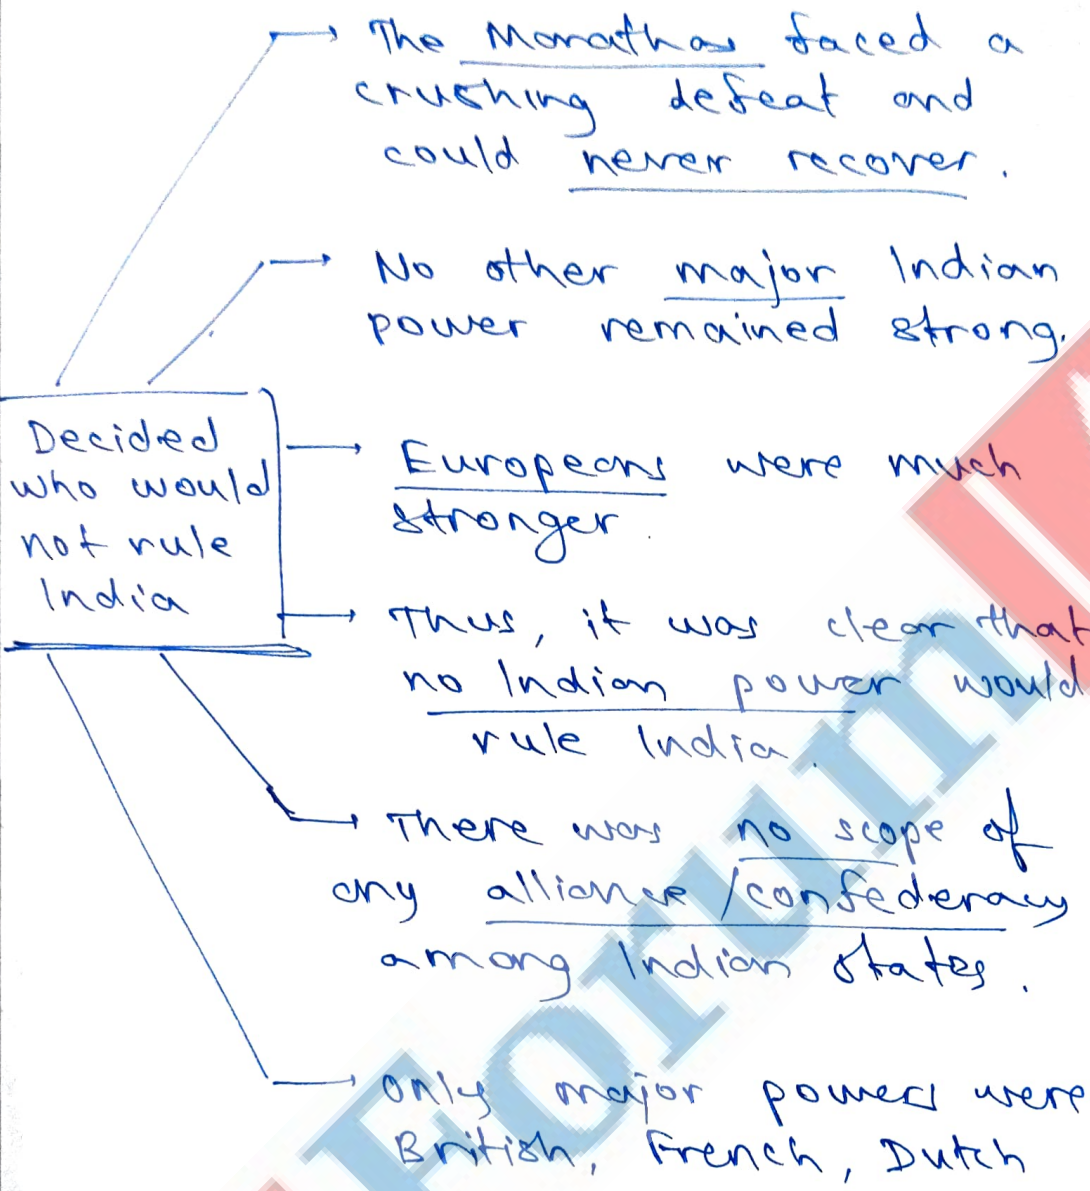 The Marathas faced a
crushing defeat and
could never recover.
No other major Indian
power remained strong.
Decided
who would
not rule
India
Europeans were much
stronger.
Thus, it was clear that
no Indian power would
rule India.
There was no scope of
any alliance/confederacy
among Indian states.
Only major powers were
British, French, Dutch
Forum